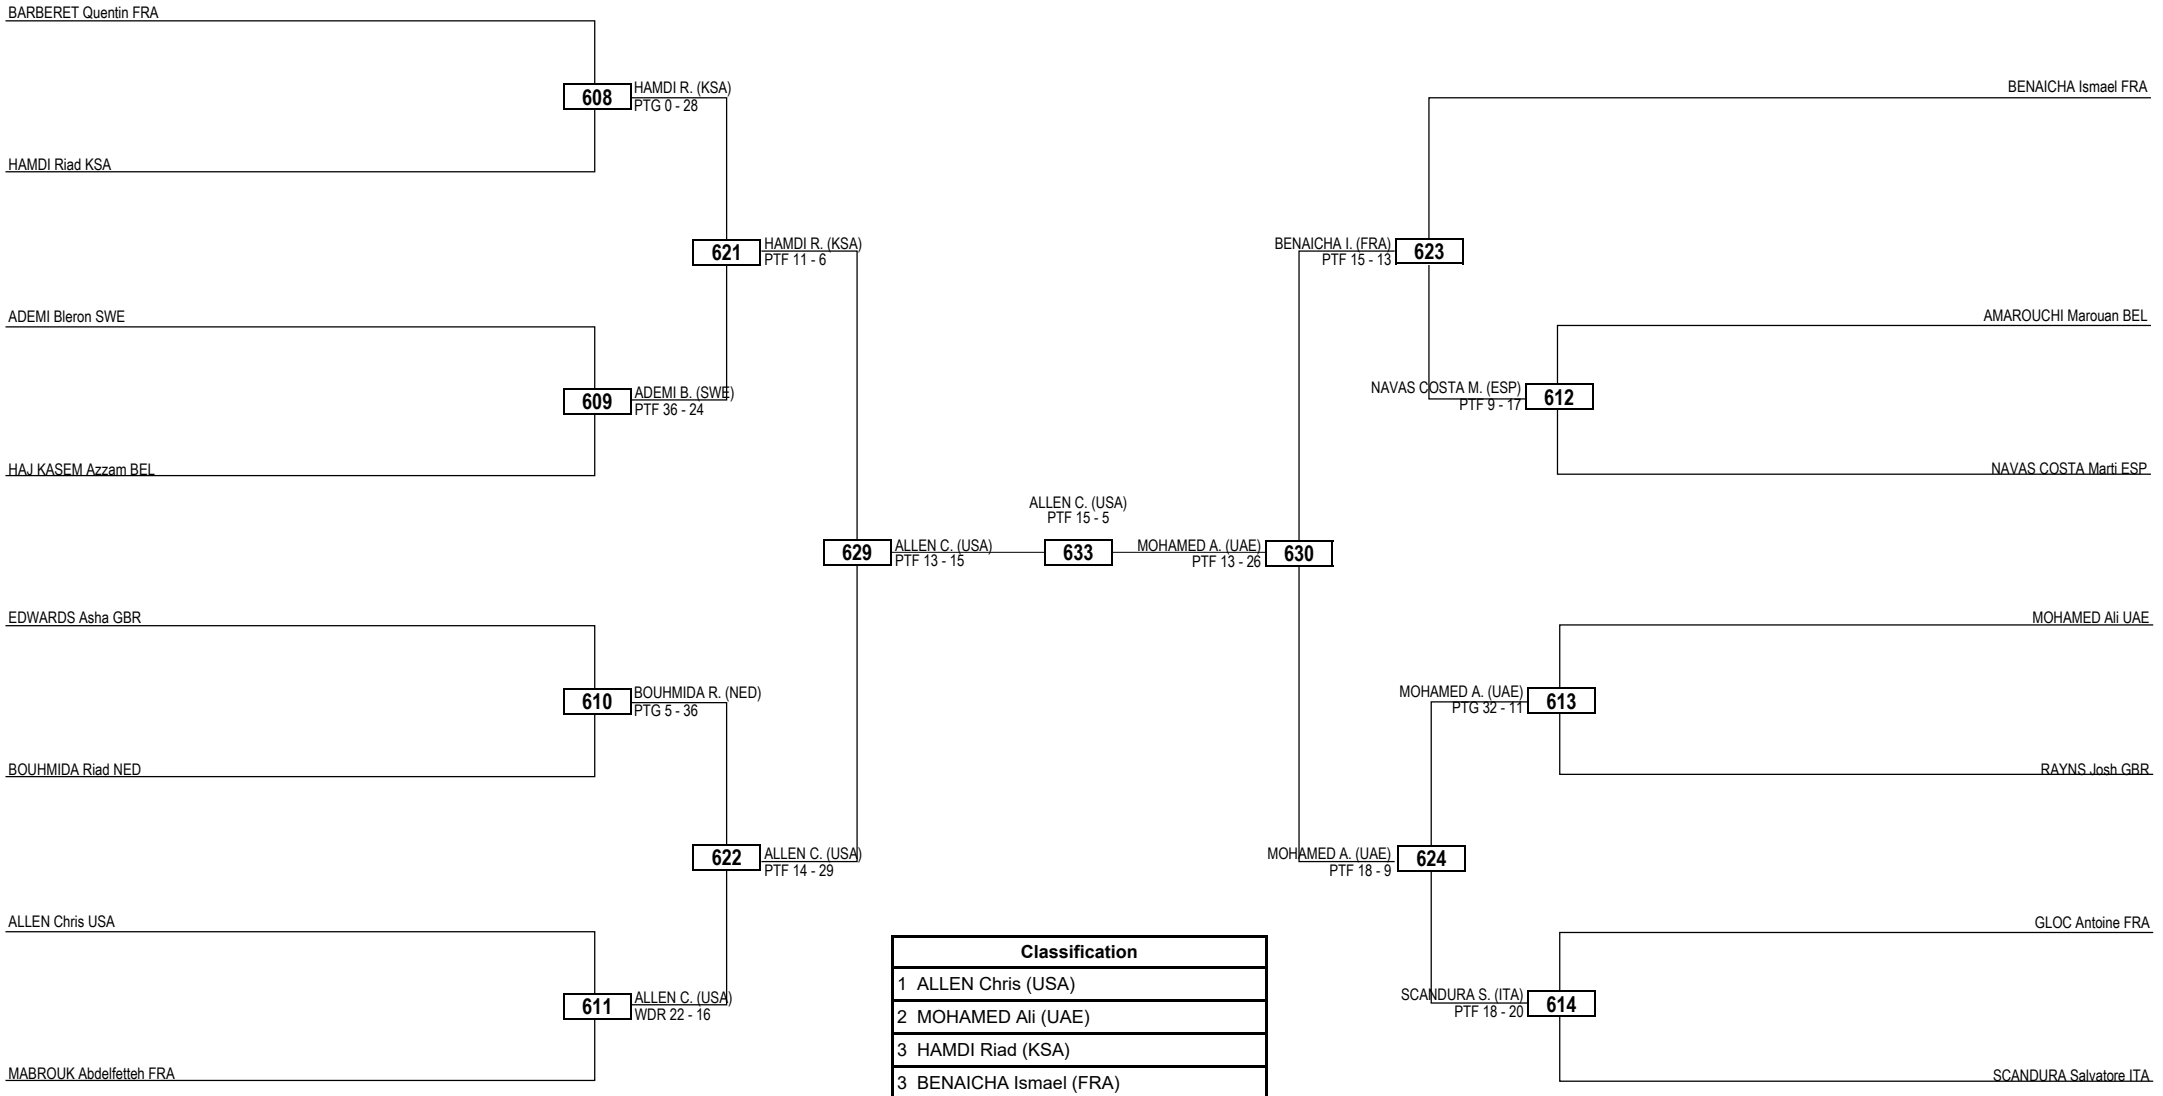 BARBERET Quentin FRA
608
HAMDI R. (KSA)
PTG 0 - 28
HAMDI Riad KSA
621
HAMDI R. (KSA)
PTF 11 - 6
ADEMI Bleron SWE
609
ADEMI B. (SWE)
PTF 36 - 24
HAJ KASEM Azzam BEL
629
ALLEN C. (USA)
PTF 13 - 15
EDWARDS Asha GBR
610
BOUHMIDA R. (NED)
PTG 5 - 36
BOUHMIDA Riad NED
622
ALLEN C. (USA)
PTF 14 - 29
ALLEN Chris USA
611
ALLEN C. (USA)
WDR 22 - 16
MABROUK Abdelfetteh FRA
ALLEN C. (USA)
PTF 15 - 5
633
BENAICHA Ismael FRA
BENAICHA I. (FRA)
PTF 15 - 13
623
AMAROUCHI Marouan BEL
NAVAS COSTA M. (ESP)
PTF 9 - 17
612
NAVAS COSTA Marti ESP
MOHAMED A. (UAE)
PTF 13 - 26
630
MOHAMED Ali UAE
MOHAMED A. (UAE)
PTG 32 - 11
613
RAYNS Josh GBR
MOHAMED A. (UAE)
PTF 18 - 9
624
GLOC Antoine FRA
SCANDURA S. (ITA)
PTF 18 - 20
614
SCANDURA Salvatore ITA
Classification
1 ALLEN Chris (USA)
2 MOHAMED Ali (UAE)
3 HAMDI Riad (KSA)
3 BENAICHA Ismael (FRA)